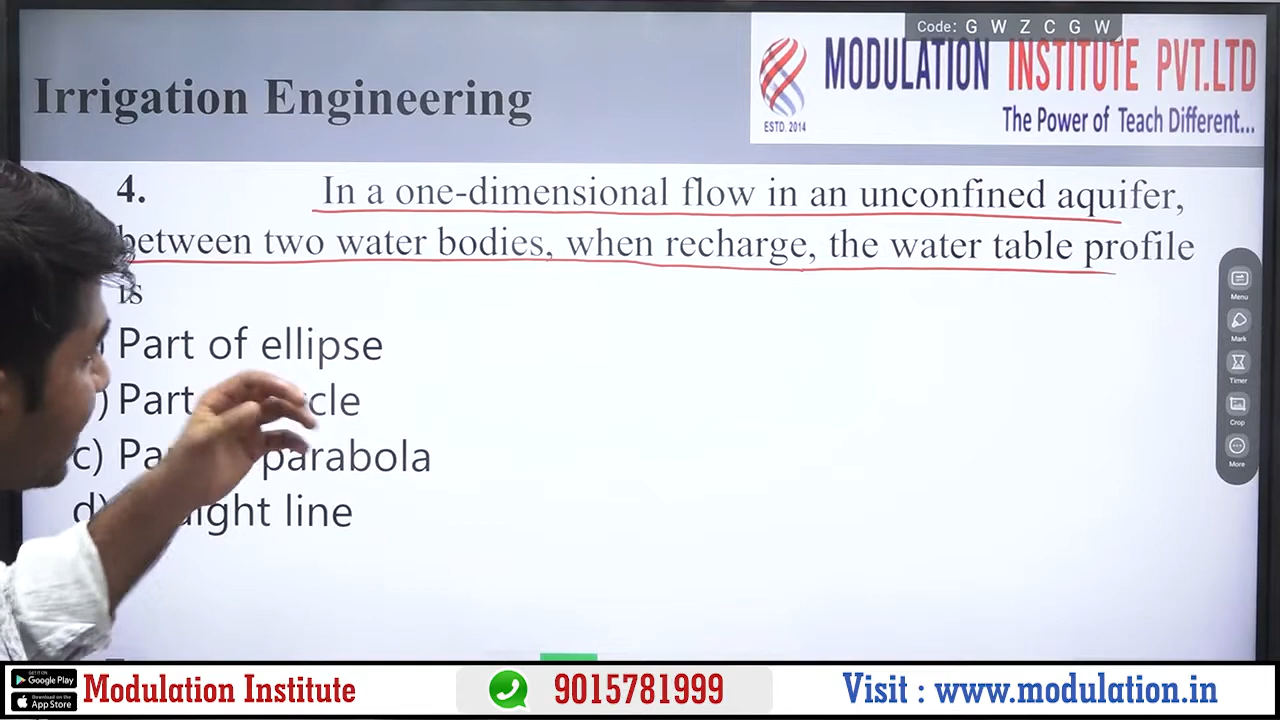 Code: G W Z C G W
MODULATION INSTITUTE PVT.LTD
The Power of Teach Different...
ESTD. 2014
Irrigation Engineering
4. In a one-dimensional flow in an unconfined aquifer,
between two water bodies, when recharge, the water table profile
is
Part of ellipse
Part
c) parabola
d) line
Menu
Mark
Timer
Crop
More
GET IT ON
Google Play
Download on the
App Store
Modulation Institute
9015781999
Visit : www.modulation.in